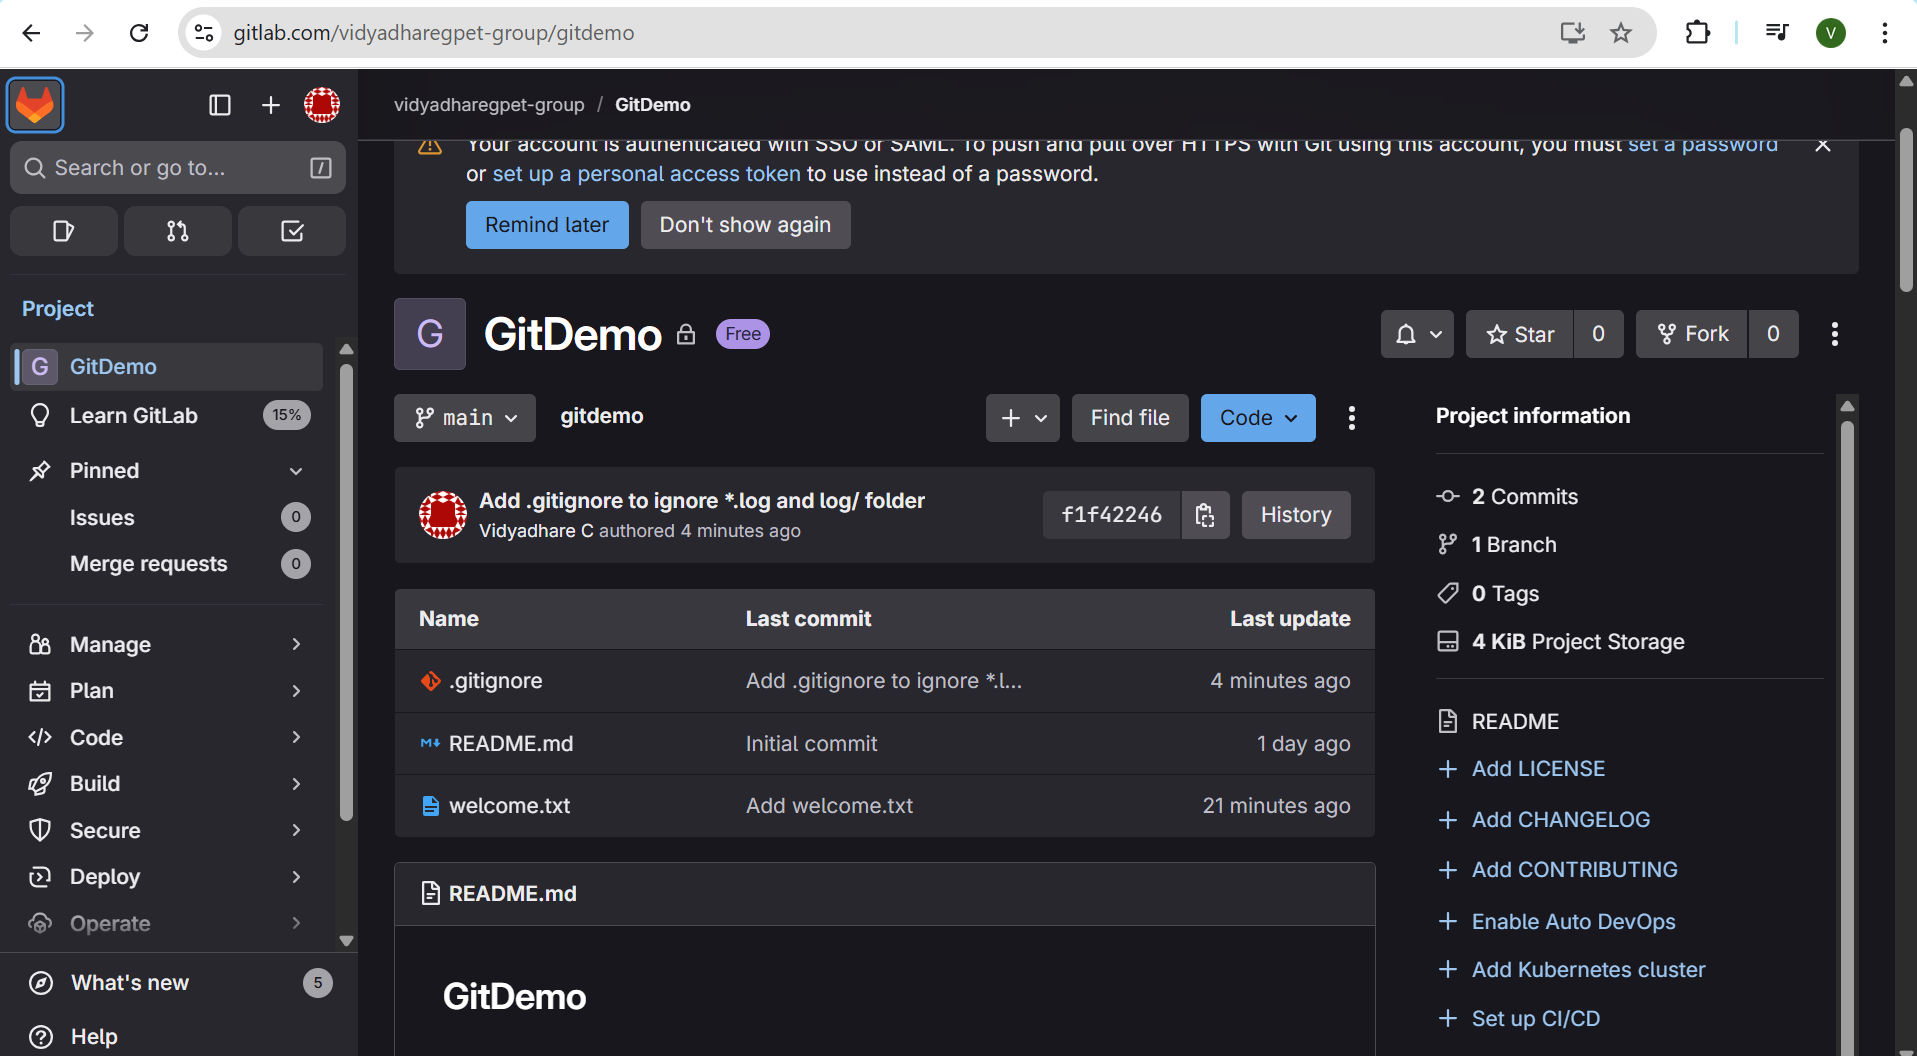 gitlab.com/vidyadharegpet-group/gitdemo
V
vidyadharegpet-group / GitDemo
Search or go to...
/
Project
G GitDemo
Learn GitLab 15%
Pinned
Issues 0
Merge requests 0
Manage
Plan
Code
Build
Secure
Deploy
Operate
What's new 5
Help
Your account is authenticated with SSO or SAML. To push and pull over HTTPS with Git using this account, you must set a password
or set up a personal access token to use instead of a password.
Remind later Don't show again
G GitDemo Free
Star 0 Fork 0
main gitdemo + Find file Code
Add .gitignore to ignore *.log and log/ folder
Vidyadhare C authored 4 minutes ago
f1f42246 History
Name Last commit Last update
.gitignore Add .gitignore to ignore *.l... 4 minutes ago
README.md Initial commit 1 day ago
welcome.txt Add welcome.txt 21 minutes ago
README.md
GitDemo
Project information
2 Commits
1 Branch
0 Tags
4 KiB Project Storage
README
+ Add LICENSE
+ Add CHANGELOG
+ Add CONTRIBUTING
+ Enable Auto DevOps
+ Add Kubernetes cluster
+ Set up CI/CD